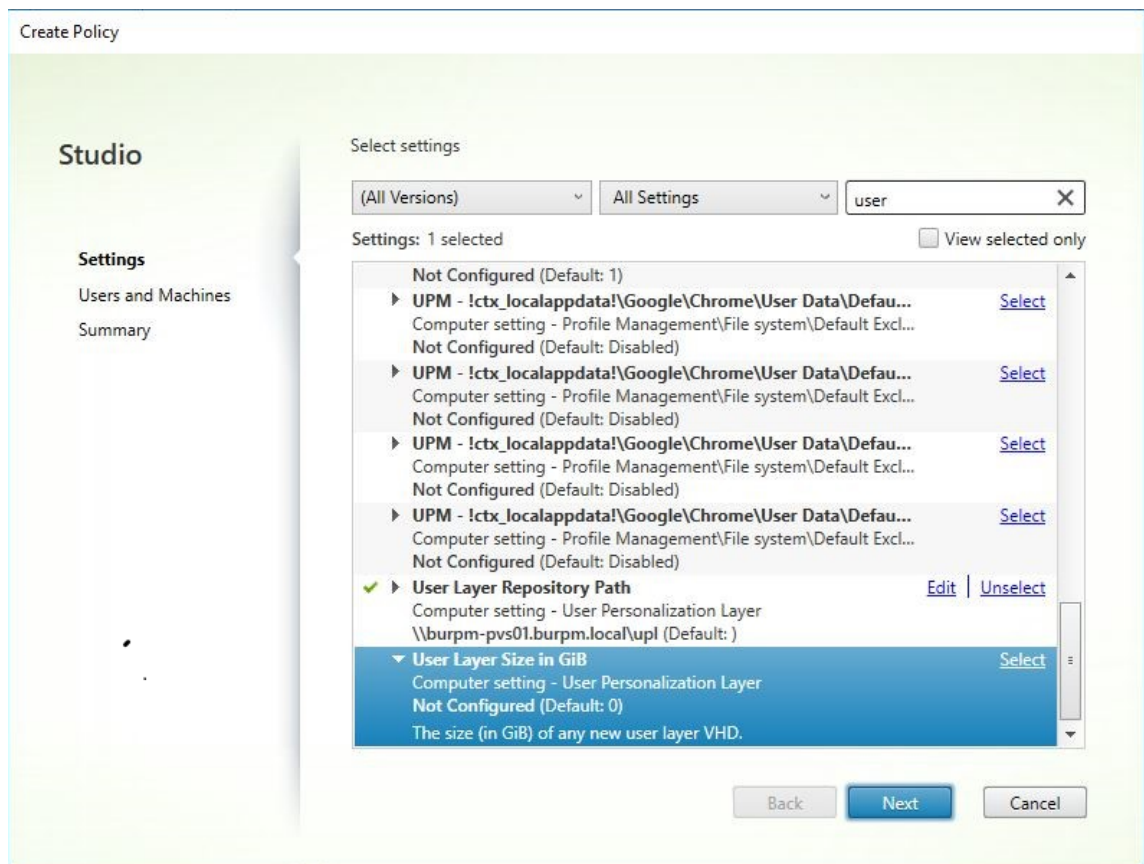 Create Policy
Studio
Settings
Users and Machines
Summary
Select settings
(All Versions)
All Settings
user
Settings: 1 selected
View selected only
Not Configured (Default: 1)
UPM - !ctx_localappdata!\Google\Chrome\User Data\Defau... Select
Computer setting - Profile Management\File system\Default Excl...
Not Configured (Default: Disabled)
UPM - !ctx_localappdata!\Google\Chrome\User Data\Defau... Select
Computer setting - Profile Management\File system\Default Excl...
Not Configured (Default: Disabled)
UPM - !ctx_localappdata!\Google\Chrome\User Data\Defau... Select
Computer setting - Profile Management\File system\Default Excl...
Not Configured (Default: Disabled)
UPM - !ctx_localappdata!\Google\Chrome\User Data\Defau... Select
Computer setting - Profile Management\File system\Default Excl...
Not Configured (Default: Disabled)
User Layer Repository Path Edit | Unselect
Computer setting - User Personalization Layer
\\burpm-pvs01.burpm.local\upl (Default: )
User Layer Size in GiB Select
Computer setting - User Personalization Layer
Not Configured (Default: 0)
The size (in GiB) of any new user layer VHD.
Back
Next
Cancel